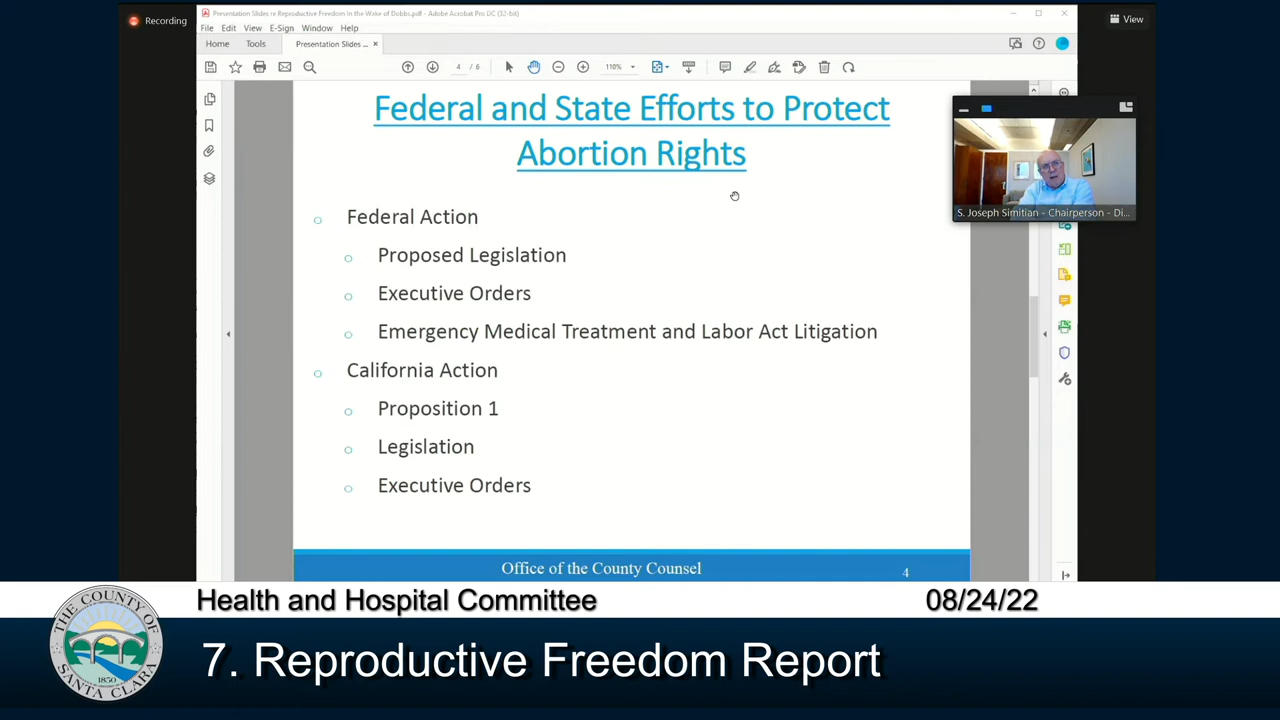 Recording
Presentation Slides re Reproductive Freedom in the Wake of Dobbs.pdf - Adobe Acrobat Pro DC (32-bit)
View
File Edit View E-Sign Window Help
Home Tools Presentation Slides ... ×
4 / 6 110%
Federal and State Efforts to Protect
Abortion Rights
S. Joseph Simitian - Chairperson - Di...
Federal Action
Proposed Legislation
Executive Orders
Emergency Medical Treatment and Labor Act Litigation
California Action
Proposition 1
Legislation
Executive Orders
Office of the County Counsel 4
Health and Hospital Committee 08/24/22
THE COUNTY OF
SANTA CLARA
1850
7. Reproductive Freedom Report